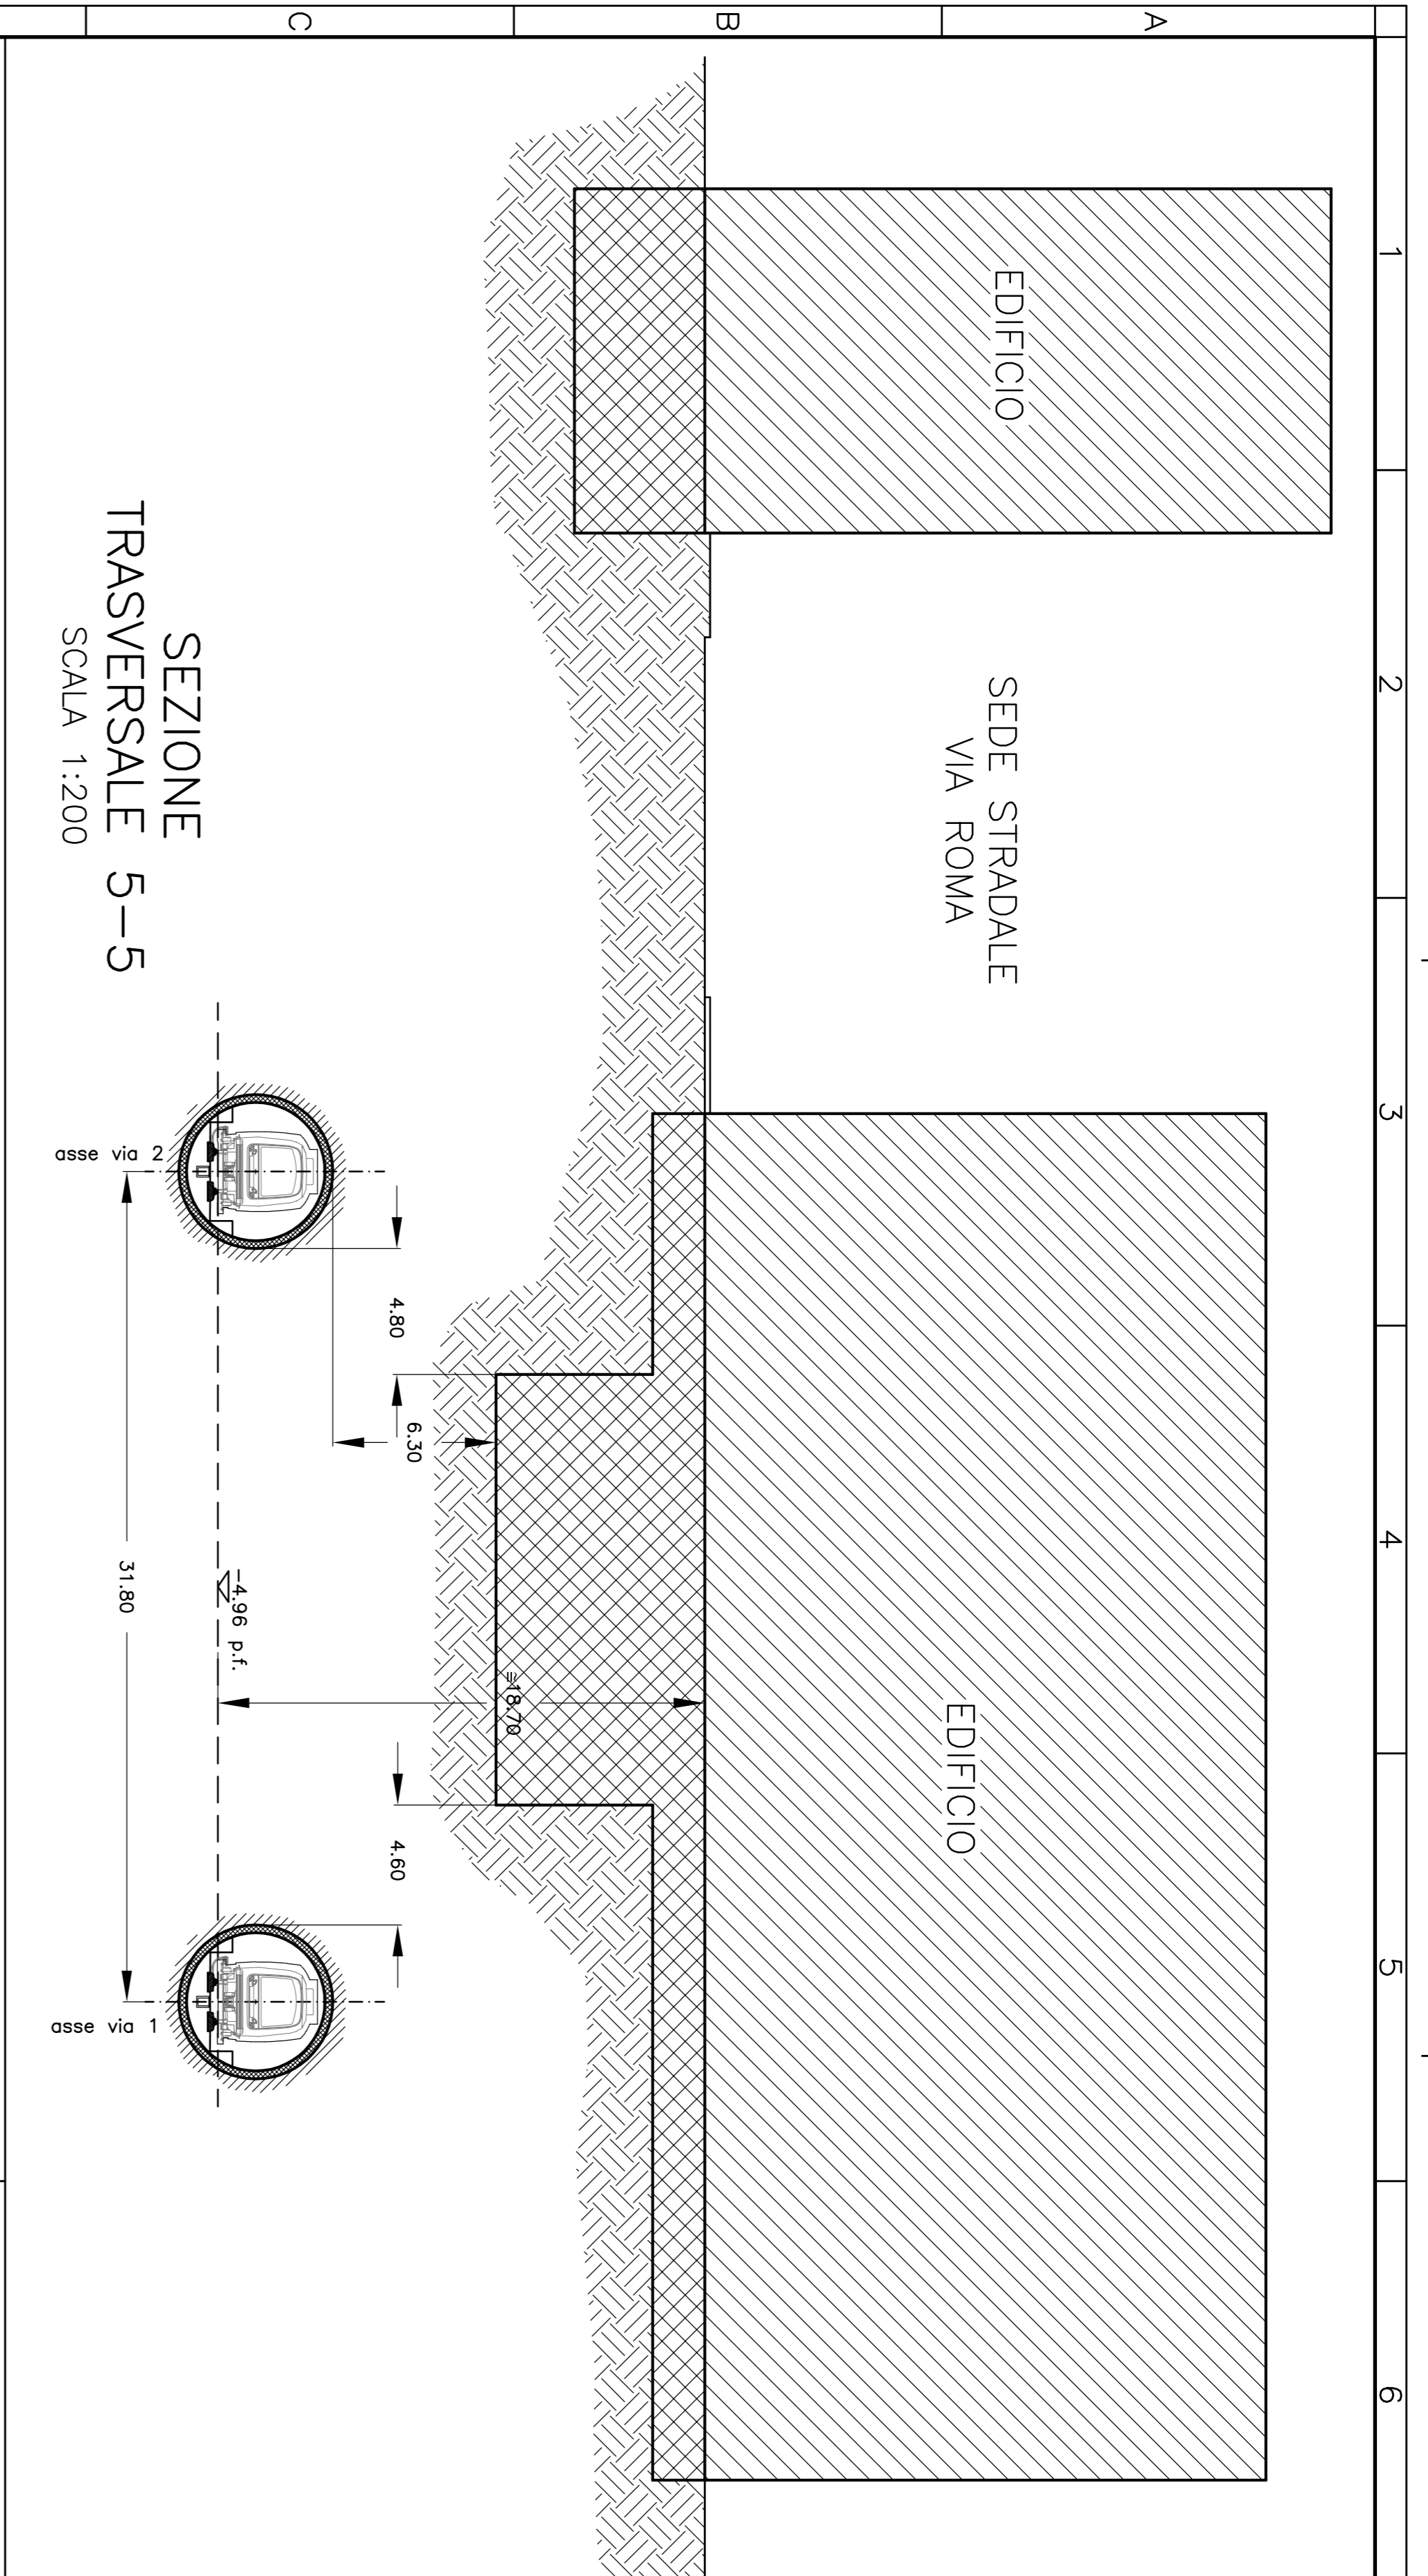 1
2
3
4
5
6
A
B
C
EDIFICIO
SEDE STRADALE
VIA ROMA
EDIFICIO
≅18.70
6.30
4.80
4.60
-4.96 p.f.
31.80
asse via 2
asse via 1
SEZIONE
TRASVERSALE 5-5
SCALA 1:200